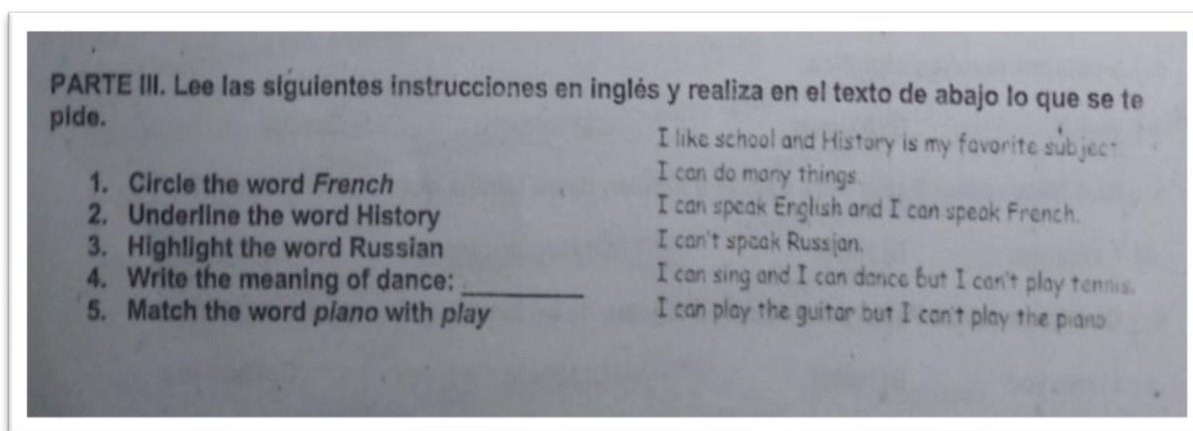 PARTE III. Lee las siguientes instrucciones en inglés y realiza en el texto de abajo lo que se te
pide.
1. Circle the word French
2. Underline the word History
3. Highlight the word Russian
4. Write the meaning of dance: ________
5. Match the word piano with play
I like school and History is my favorite subject.
I can do many things.
I can speak English and I can speak French.
I can't speak Russian.
I can sing and I can dance but I can't play tennis.
I can play the guitar but I can't play the piano.